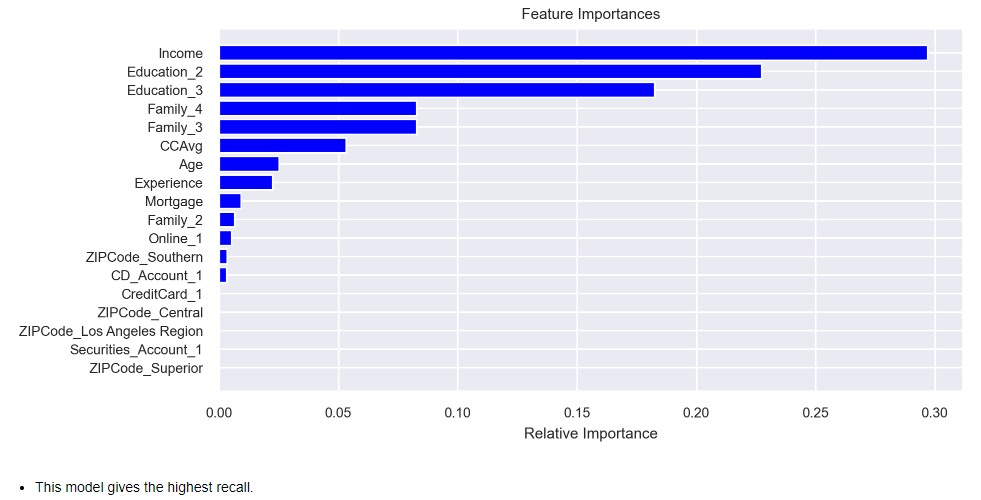 Feature Importances
Income
Education_2
Education_3
Family_4
Family_3
CCAvg
Age
Experience
Mortgage
Family_2
Online_1
ZIPCode_Southern
CD_Account_1
CreditCard_1
ZIPCode_Central
ZIPCode_Los Angeles Region
Securities_Account_1
ZIPCode_Superior
0.00 0.05 0.10 0.15 0.20 0.25 0.30
Relative Importance
• This model gives the highest recall.